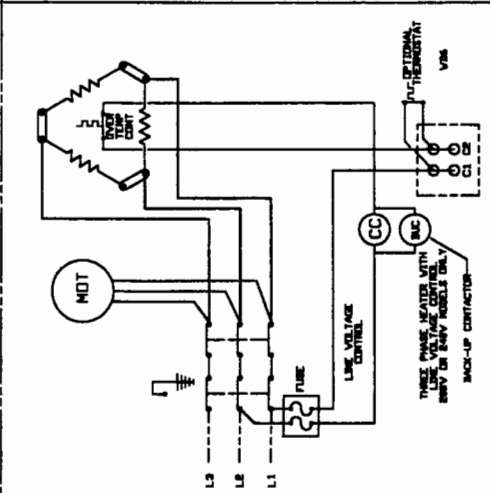 OPTIONAL
THERMOSTAT
W36
OVER
TEMP
CONT
C1
C2
MOT
CC
BUC
THREE PHASE HEATER WITH
LINE VOLTAGE CONTROL
208V OR 240V MODELS ONLY
BACK-UP CONTACTOR
LINE VOLTAGE
CONTROL
FUSE
L3
L2
L1